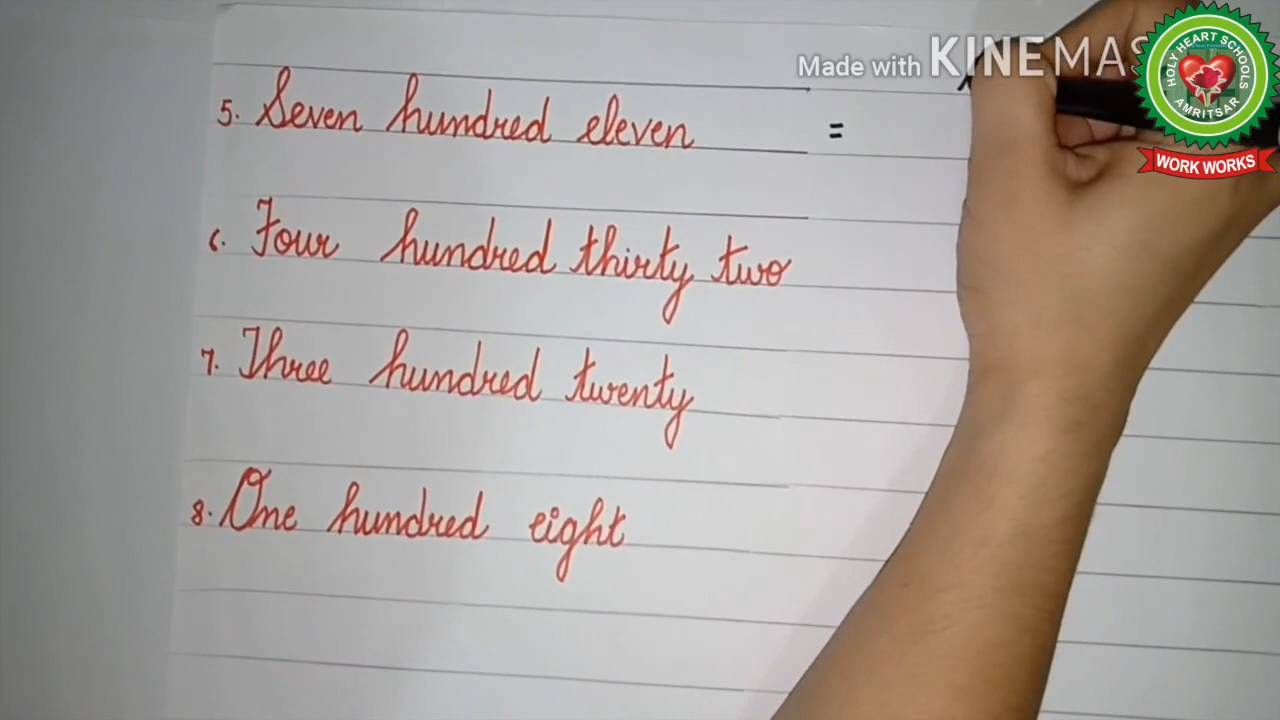 Made with KINEMAS
HOLY HEART SCHOOLS
AMRITSAR
WORK WORKS
5. Seven hundred eleven =
6. Four hundred thirty two
7. Three hundred twenty
8. One hundred eight